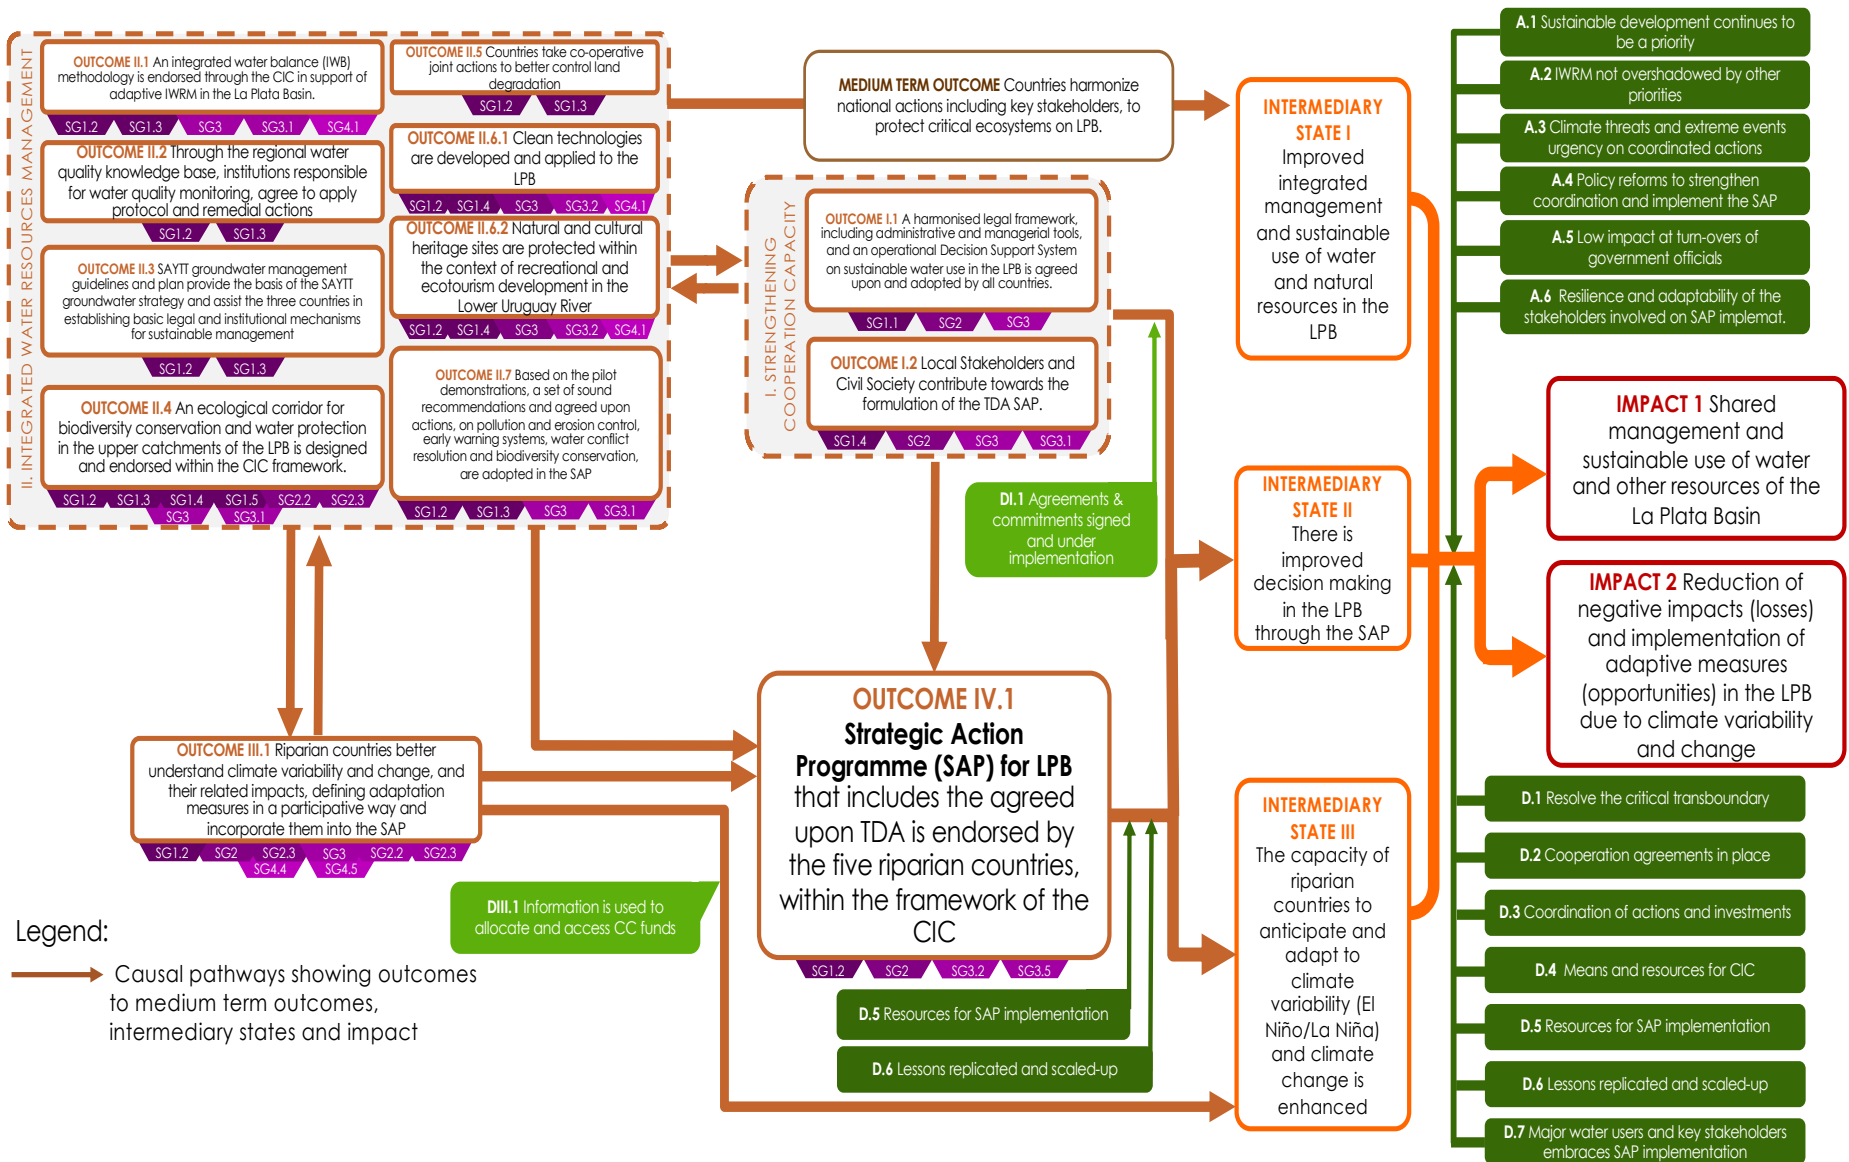 II. INTEGRATED WATER RESOURCES MANAGEMENT
OUTCOME II.1 An integrated water balance (IWB)
methodology is endorsed through the CIC in support of
adaptive IWRM in the La Plata Basin.
SG1.2 SG1.3 SG3 SG3.1 SG4.1
OUTCOME II.2 Through the regional water
quality knowledge base, institutions responsible
for water quality monitoring, agree to apply
protocol and remedial actions
SG1.2 SG1.3
OUTCOME II.3 SAYTT groundwater management
guidelines and plan provide the basis of the SAYTT
groundwater strategy and assist the three countries in
establishing basic legal and institutional mechanisms
for sustainable management
SG1.2 SG1.3
OUTCOME II.4 An ecological corridor for
biodiversity conservation and water protection
in the upper catchments of the LPB is designed
and endorsed within the CIC framework.
SG1.2 SG1.3 SG1.4 SG1.5 SG2.2 SG2.3
SG3 SG3.1
OUTCOME II.5 Countries take co-operative
joint actions to better control land
degradation
SG1.2 SG1.3
OUTCOME II.6.1 Clean technologies
are developed and applied to the
LPB
SG1.2 SG1.4 SG3 SG3.2 SG4.1
OUTCOME II.6.2 Natural and cultural
heritage sites are protected within
the context of recreational and
ecotourism development in the
Lower Uruguay River
SG1.2 SG1.4 SG3 SG3.2 SG4.1
OUTCOME II.7 Based on the pilot
demonstrations, a set of sound
recommendations and agreed upon
actions, on pollution and erosion control,
early warning systems, water conflict
resolution and biodiversity conservation,
are adopted in the SAP
SG1.2 SG1.3 SG3 SG3.1
MEDIUM TERM OUTCOME Countries harmonize
national actions including key stakeholders, to
protect critical ecosystems on LPB.
I. STRENGTHENING
COOPERATION CAPACITY
OUTCOME I.1 A harmonised legal framework,
including administrative and managerial tools,
and an operational Decision Support System
on sustainable water use in the LPB is agreed
upon and adopted by all countries.
SG1.1 SG2 SG3
OUTCOME I.2 Local Stakeholders and
Civil Society contribute towards the
formulation of the TDA SAP.
SG1.4 SG2 SG3 SG3.1
DI.1 Agreements &
commitments signed
and under
implementation
OUTCOME III.1 Riparian countries better
understand climate variability and change, and
their related impacts, defining adaptation
measures in a participative way and
incorporate them into the SAP
SG1.2 SG2 SG2.3 SG3 SG2.2 SG2.3
SG4.4 SG4.5
DIII.1 Information is used to
allocate and access CC funds
OUTCOME IV.1
Strategic Action
Programme (SAP) for LPB
that includes the agreed
upon TDA is endorsed by
the five riparian countries,
within the framework of the
CIC
SG1.2 SG2 SG3.2 SG3.5
D.5 Resources for SAP implementation
D.6 Lessons replicated and scaled-up
INTERMEDIARY
STATE I
Improved
integrated
management
and sustainable
use of water
and natural
resources in the
LPB
INTERMEDIARY
STATE II
There is
improved
decision making
in the LPB
through the SAP
INTERMEDIARY
STATE III
The capacity of
riparian
countries to
anticipate and
adapt to
climate
variability (El
Niño/La Niña)
and climate
change is
enhanced
A.1 Sustainable development continues to
be a priority
A.2 IWRM not overshadowed by other
priorities
A.3 Climate threats and extreme events
urgency on coordinated actions
A.4 Policy reforms to strengthen
coordination and implement the SAP
A.5 Low impact at turn-overs of
government officials
A.6 Resilience and adaptability of the
stakeholders involved on SAP implemat.
IMPACT 1 Shared
management and
sustainable use of water
and other resources of the
La Plata Basin
IMPACT 2 Reduction of
negative impacts (losses)
and implementation of
adaptive measures
(opportunities) in the LPB
due to climate variability
and change
D.1 Resolve the critical transboundary
D.2 Cooperation agreements in place
D.3 Coordination of actions and investments
D.4 Means and resources for CIC
D.5 Resources for SAP implementation
D.6 Lessons replicated and scaled-up
D.7 Major water users and key stakeholders
embraces SAP implementation
Legend:
Causal pathways showing outcomes
to medium term outcomes,
intermediary states and impact